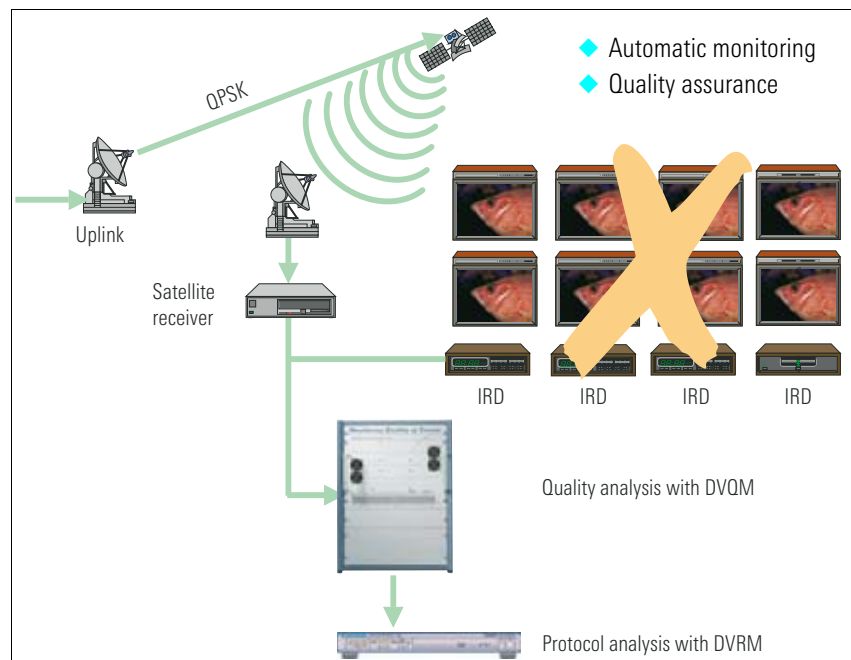 Automatic monitoring
Quality assurance
QPSK
Uplink
Satellite
receiver
IRD
IRD
IRD
IRD
Quality analysis with DVQM
Protocol analysis with DVRM